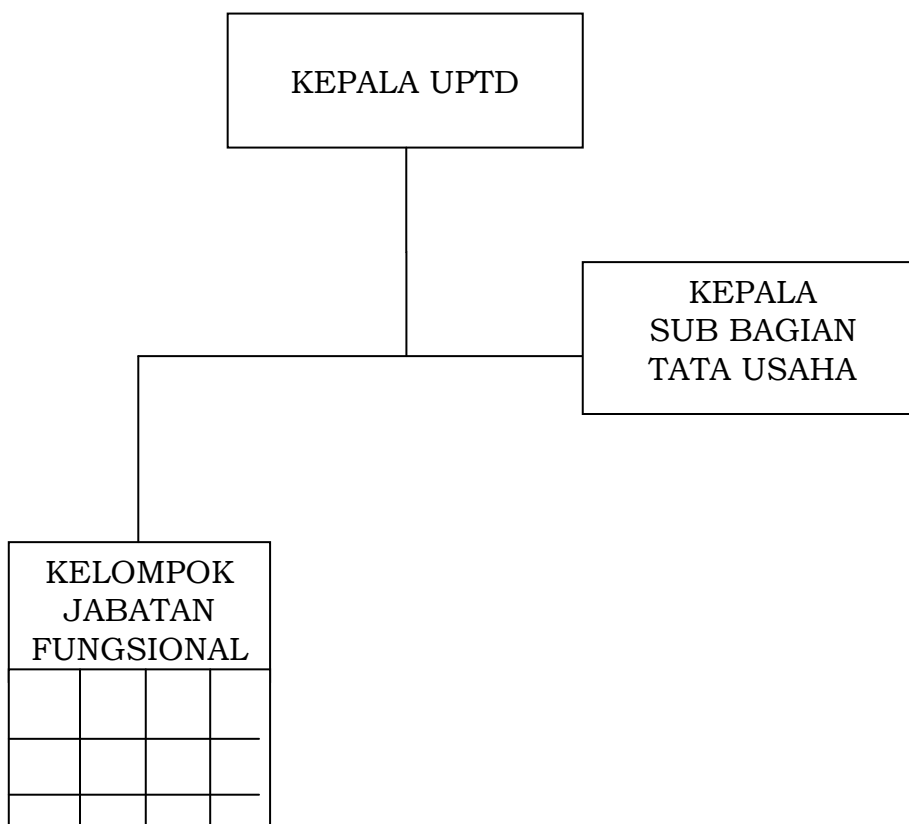 KEPALA UPTD
KEPALA
SUB BAGIAN
TATA USAHA
KELOMPOK
JABATAN
FUNGSIONAL